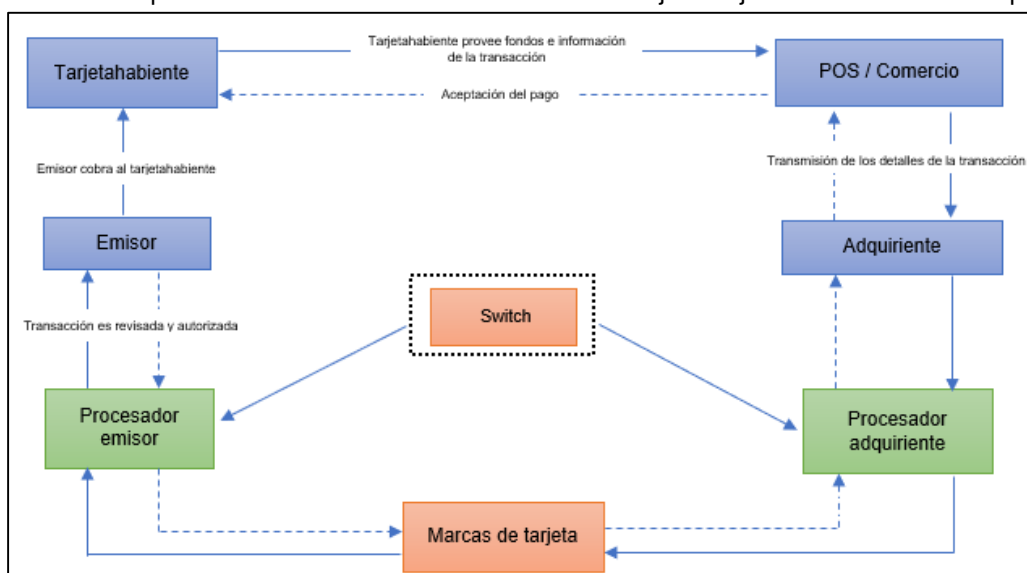 Tarjetahabiente provee fondos e información
de la transacción
Tarjetahabiente
POS / Comercio
Aceptación del pago
Emisor cobra al tarjetahabiente
Transmisión de los detalles de la transacción
Emisor
Adquiriente
Switch
Transacción es revisada y autorizada
Procesador
emisor
Procesador
adquiriente
Marcas de tarjeta